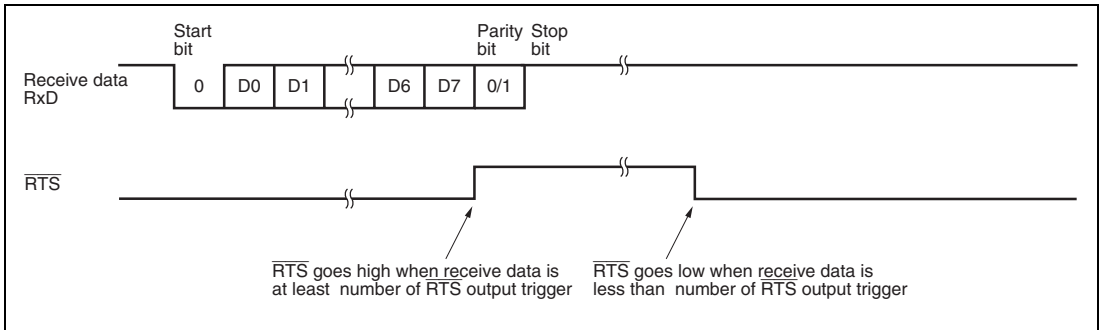 Start bit
Parity bit
Stop bit
Receive data RxD
0 D0 D1 D6 D7 0/1
RTS
RTS goes high when receive data is
at least number of RTS output trigger
RTS goes low when receive data is
less than number of RTS output trigger